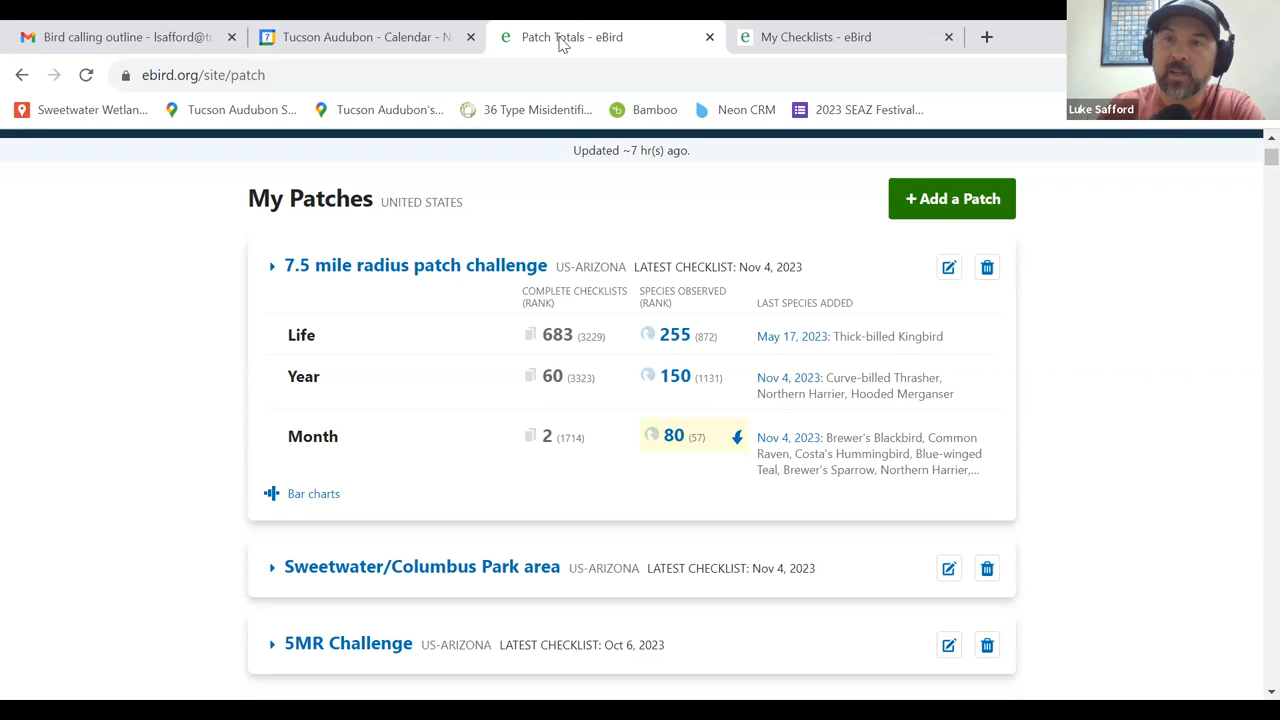 Bird calling outline - lsafford@tu
Tucson Audubon - Calendar - N
Patch Totals - eBird
My Checklists - eBird
ebird.org/site/patch
Sweetwater Wetlan...
Tucson Audubon S...
Tucson Audubon's...
36 Type Misidentifi...
Bamboo
Neon CRM
2023 SEAZ Festival...
Luke Safford
Updated ~7 hr(s) ago.
My Patches UNITED STATES
+ Add a Patch
7.5 mile radius patch challenge US-ARIZONA LATEST CHECKLIST: Nov 4, 2023
COMPLETE CHECKLISTS
(RANK)
SPECIES OBSERVED
(RANK)
LAST SPECIES ADDED
Life 683 (3229) 255 (872) May 17, 2023: Thick-billed Kingbird
Year 60 (3323) 150 (1131) Nov 4, 2023: Curve-billed Thrasher,
Northern Harrier, Hooded Merganser
Month 2 (1714) 80 (57) Nov 4, 2023: Brewer's Blackbird, Common
Raven, Costa's Hummingbird, Blue-winged
Teal, Brewer's Sparrow, Northern Harrier,...
Bar charts
Sweetwater/Columbus Park area US-ARIZONA LATEST CHECKLIST: Nov 4, 2023
5MR Challenge US-ARIZONA LATEST CHECKLIST: Oct 6, 2023